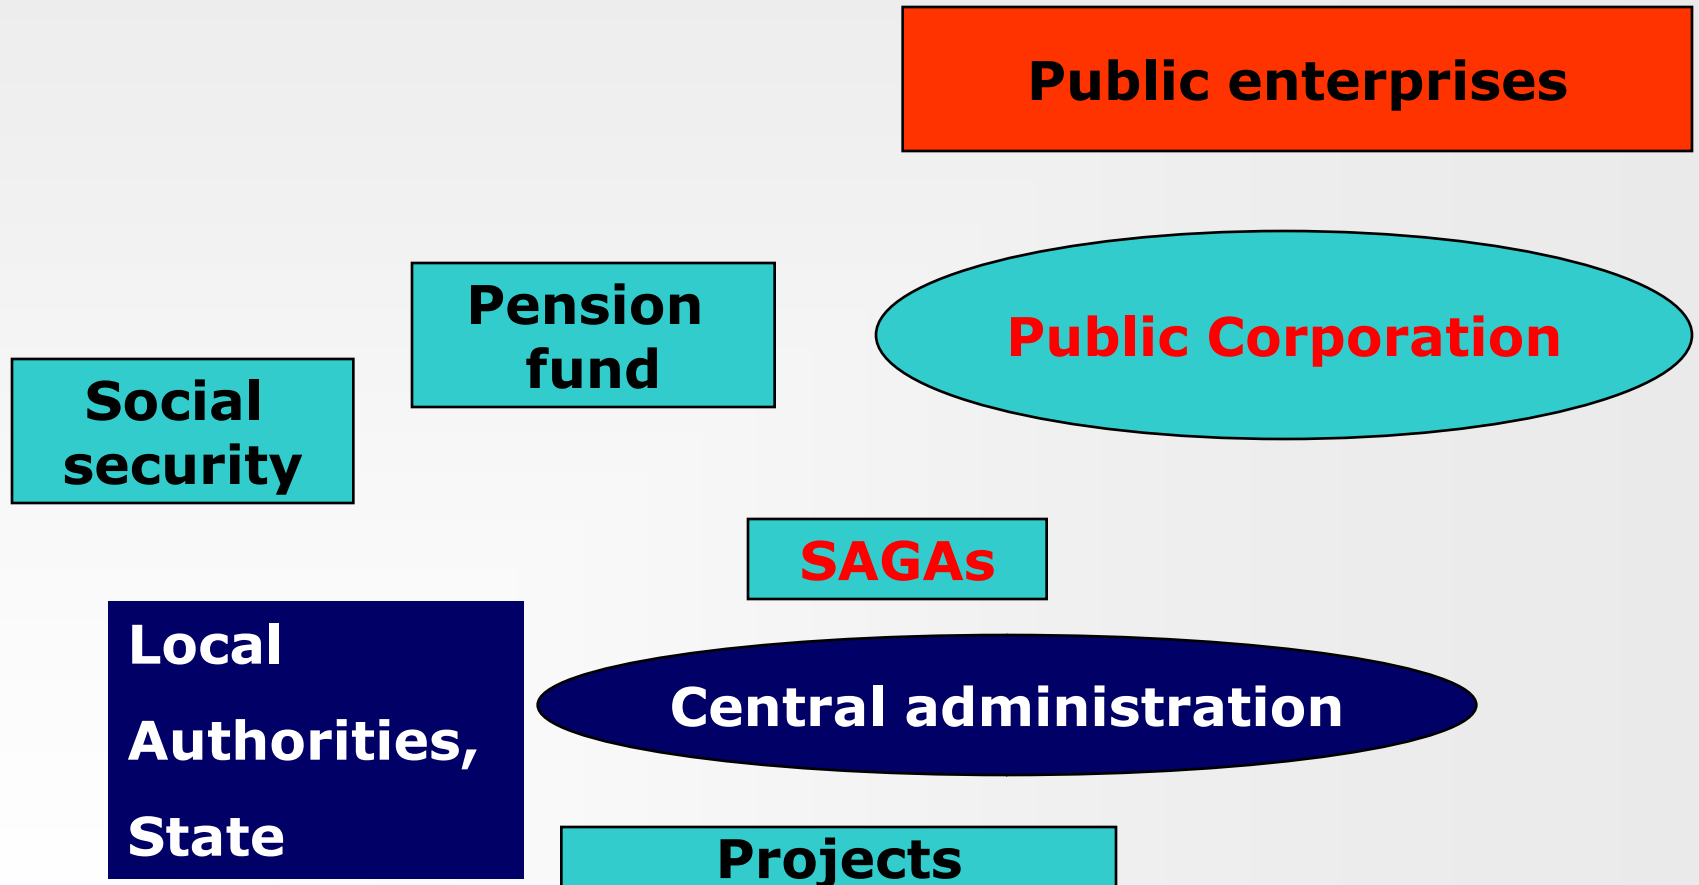 Public enterprises
Pension
fund
Public Corporation
Social
security
SAGAs
Local
Authorities,
State
Central administration
Projects